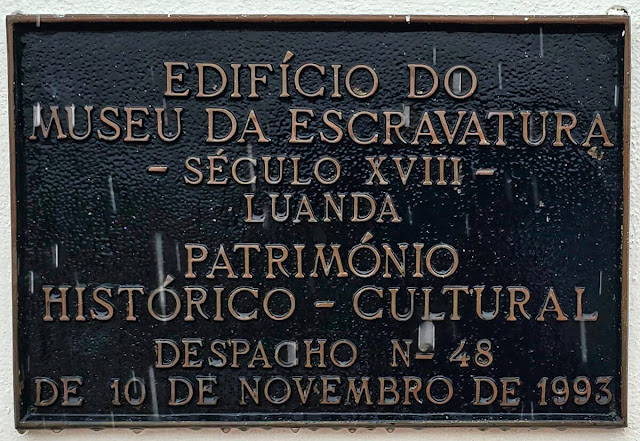 EDIFÍCIO DO
MUSEU DA ESCRAVATURA
- SÉCULO XVIII -
LUANDA
PATRIMÓNIO
HISTÓRICO - CULTURAL
DESPACHO N- 48
DE 10 DE NOVEMBRO DE 1993